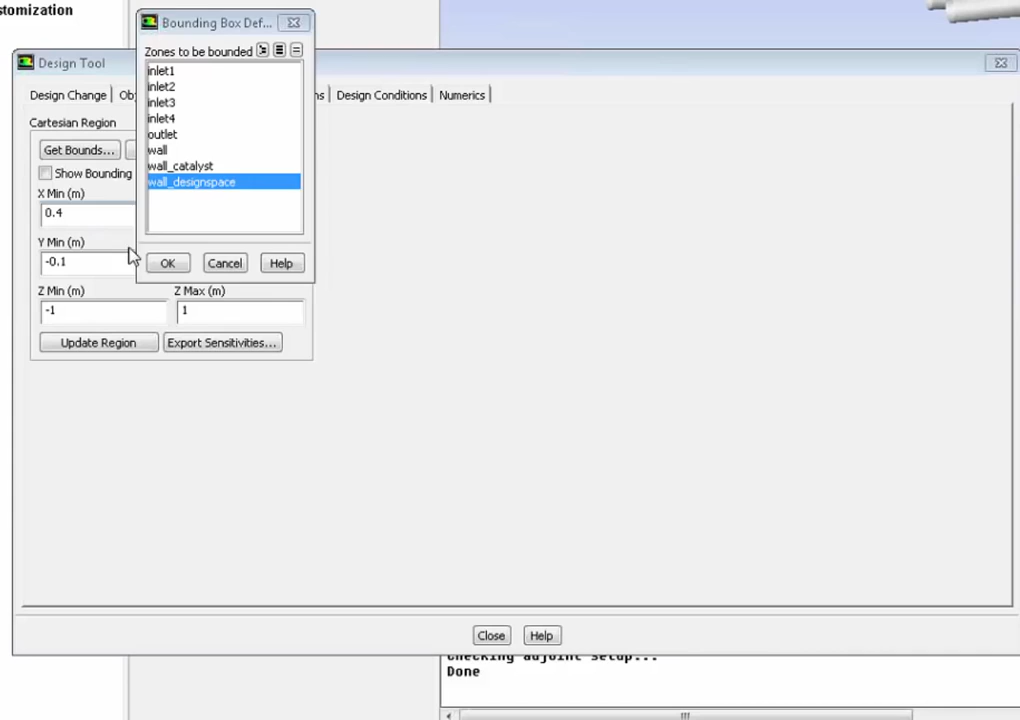 stomization
Bounding Box Def...
Zones to be bounded
inlet1
inlet2
inlet3
inlet4
outlet
wall
wall_catalyst
wall_designspace
OK
Cancel
Help
Design Tool
Design Change
Ob
ns
Design Conditions
Numerics
Cartesian Region
Get Bounds...
Show Bounding
X Min (m)
0.4
Y Min (m)
-0.1
Z Min (m)
Z Max (m)
-1
1
Update Region
Export Sensitivities...
Close
Help
Checking adjoint setup...
Done